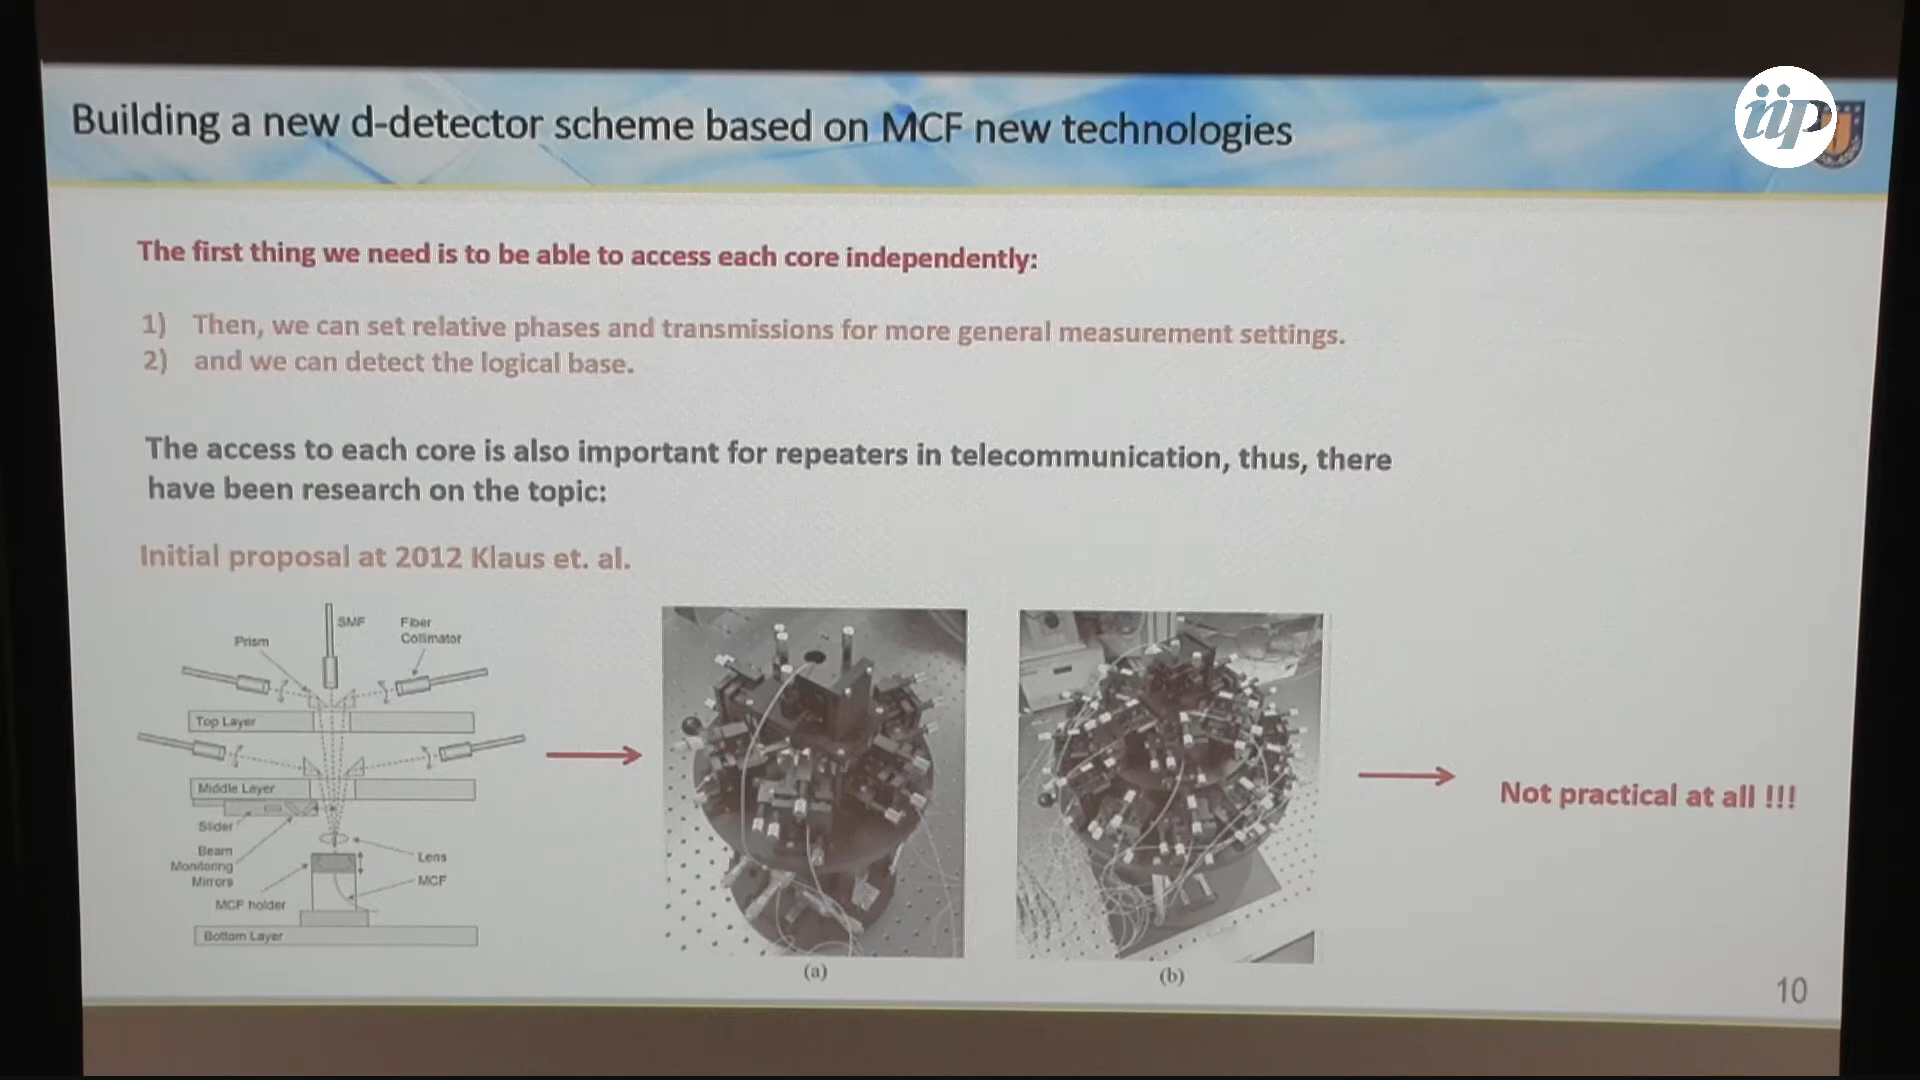 Building a new d-detector scheme based on MCF new technologies
iip
The first thing we need is to be able to access each core independently:
1) Then, we can set relative phases and transmissions for more general measurement settings.
2) and we can detect the logical base.
The access to each core is also important for repeaters in telecommunication, thus, there
have been research on the topic:
Initial proposal at 2012 Klaus et. al.
SMF
Fiber
Collimator
Prism
Top Layer
Middle Layer
Slider
Beam
Monitoring
Mirrors
Lens
MCF
MCF holder
Bottom Layer
(a)
(b)
Not practical at all !!!
10